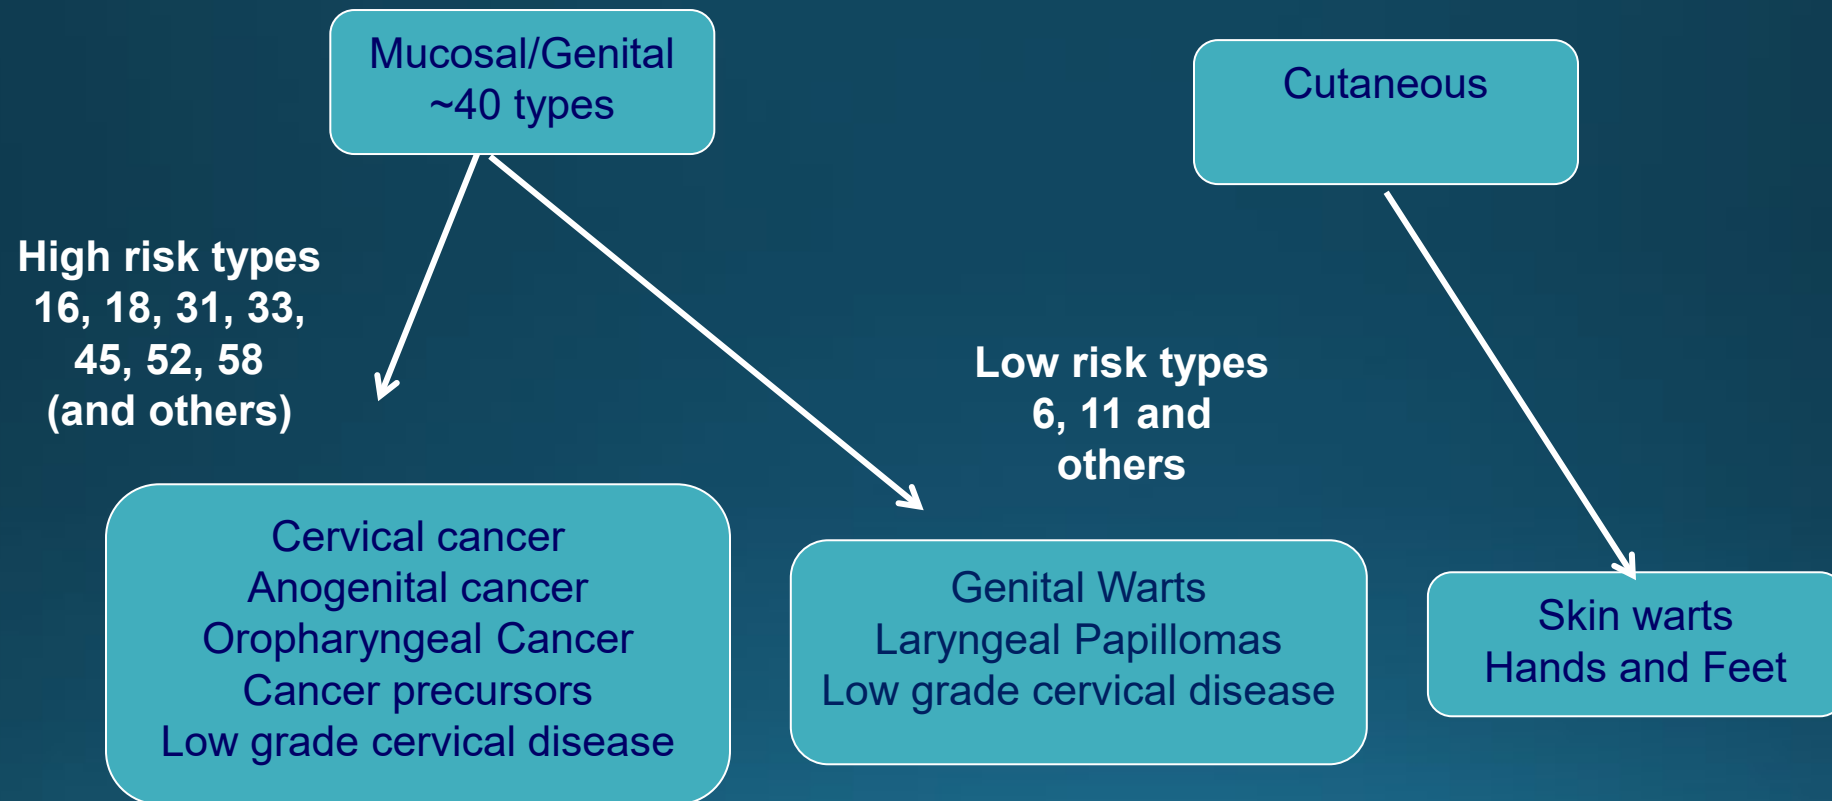 Mucosal/Genital
~40 types
Cutaneous
High risk types
16, 18, 31, 33,
45, 52, 58
(and others)
Low risk types
6, 11 and
others
Cervical cancer
Anogenital cancer
Oropharyngeal Cancer
Cancer precursors
Low grade cervical disease
Genital Warts
Laryngeal Papillomas
Low grade cervical disease
Skin warts
Hands and Feet